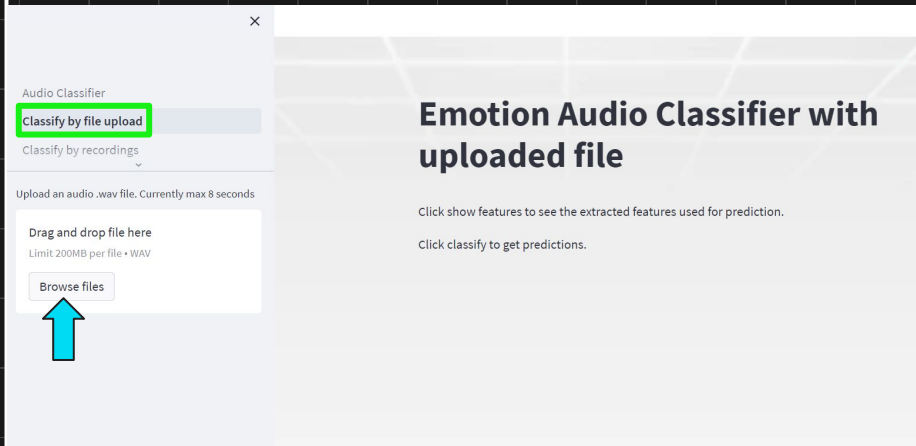 Audio Classifier
Classify by file upload
Classify by recordings
Upload an audio .wav file. Currently max 8 seconds
Drag and drop file here
Limit 200MB per file • WAV
Browse files
Emotion Audio Classifier with
uploaded file
Click show features to see the extracted features used for prediction.
Click classify to get predictions.